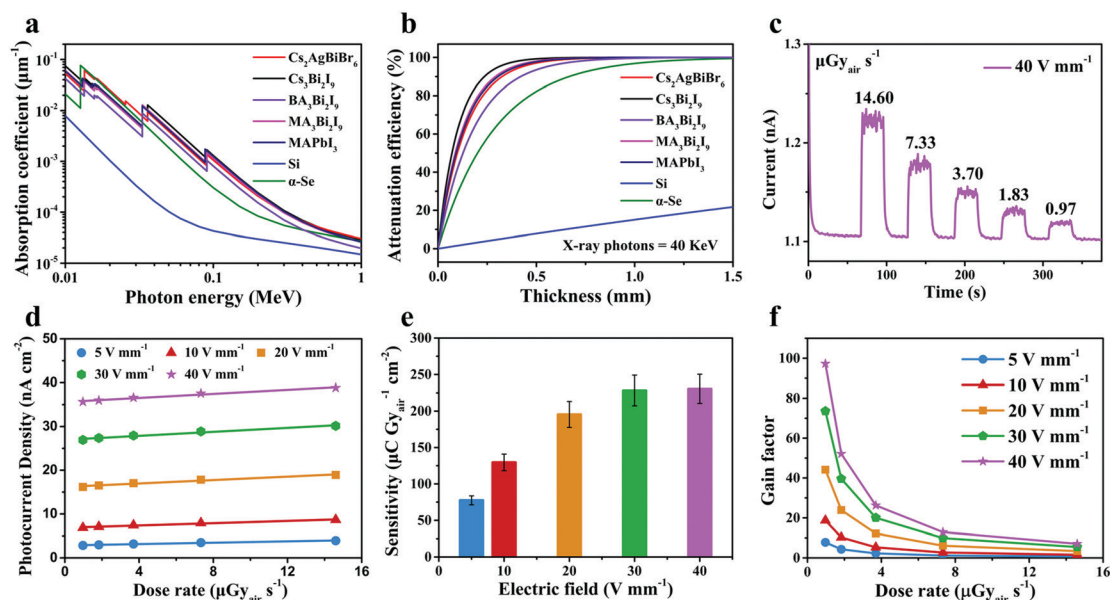 a
Absorption coefficient (μm⁻¹)
10⁻¹
10⁻²
10⁻³
10⁻⁴
10⁻⁵
Cs₂AgBiBr₆
Cs₃Bi₂I₉
BA₃Bi₂I₉
MA₃Bi₂I₉
MAPbI₃
Si
α-Se
0.01 0.1 1
Photon energy (MeV)
b
Attenuation efficiency (%)
100
80
60
40
20
0
Cs₂AgBiBr₆
Cs₃Bi₂I₉
BA₃Bi₂I₉
MA₃Bi₂I₉
MAPbI₃
Si
α-Se
X-ray photons = 40 KeV
0.0 0.5 1.0 1.5
Thickness (mm)
c
Current (nA)
1.3
1.2
1.1
μGyₐᵢᵣ s⁻¹
40 V mm⁻¹
14.60
7.33
3.70
1.83
0.97
0 100 200 300
Time (s)
d
Photocurrent Density (nA cm⁻²)
50
40
30
20
10
0
5 V mm⁻¹ 10 V mm⁻¹ 20 V mm⁻¹
30 V mm⁻¹ 40 V mm⁻¹
0 4 8 12 16
Dose rate (μGyₐᵢᵣ s⁻¹)
e
Sensitivity (μC Gyₐᵢᵣ⁻¹ cm⁻²)
300
250
200
150
100
75
50
25
0
0 10 20 30 40
Electric field (V mm⁻¹)
f
Gain factor
100
80
60
40
20
0
5 V mm⁻¹
10 V mm⁻¹
20 V mm⁻¹
30 V mm⁻¹
40 V mm⁻¹
0 4 8 12 16
Dose rate (μGyₐᵢᵣ s⁻¹)